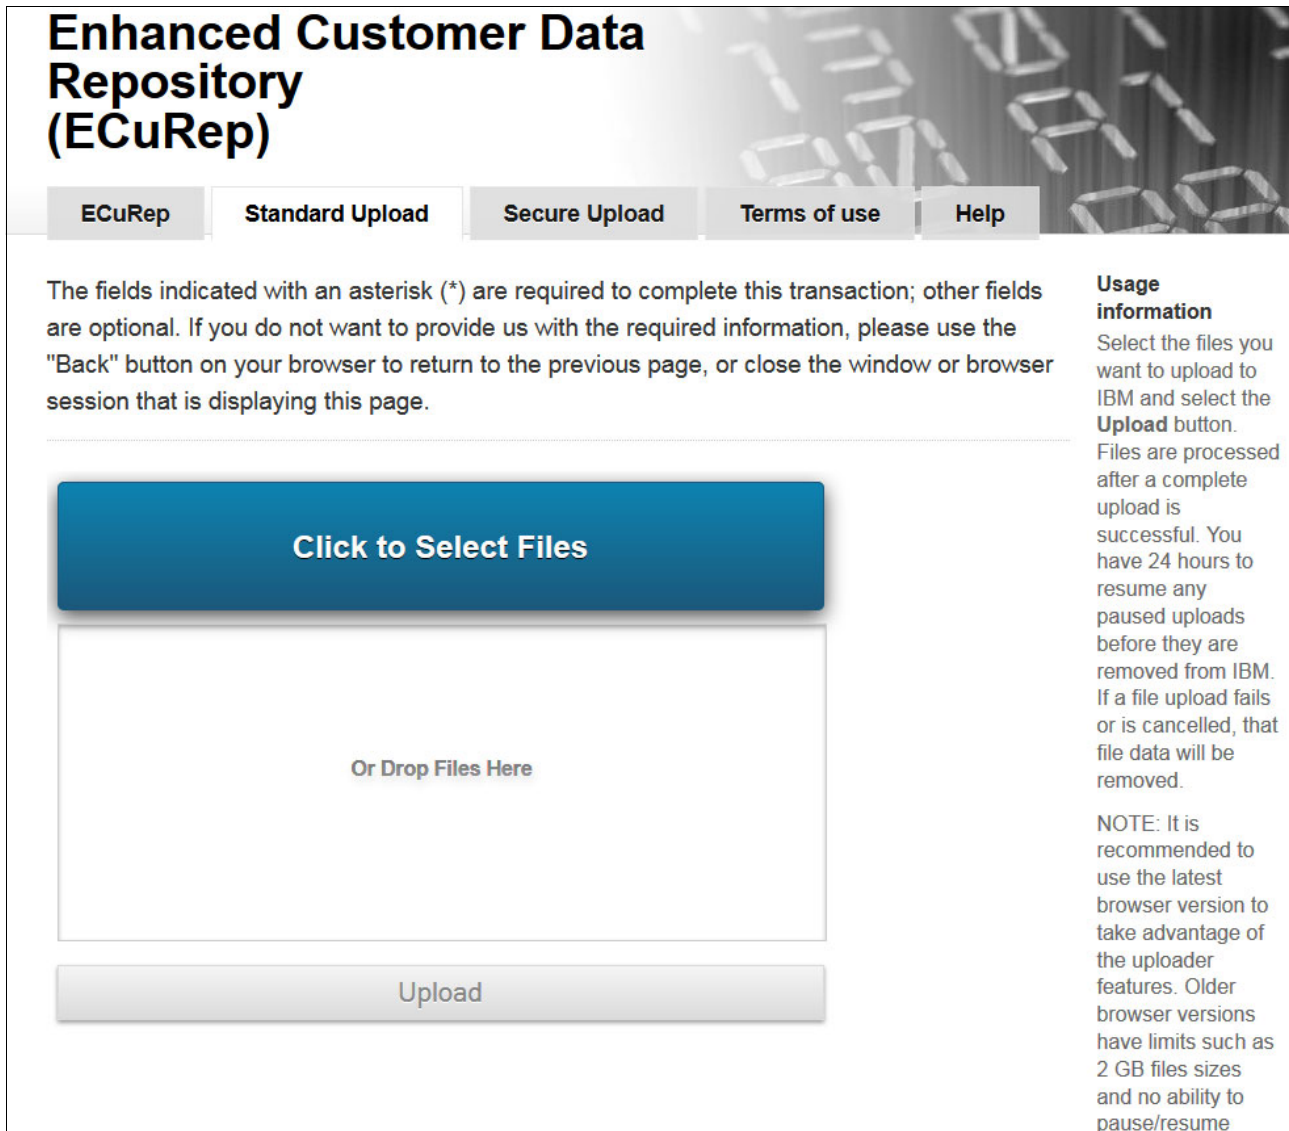 Enhanced Customer Data
Repository
(ECuRep)
ECuRep
Standard Upload
Secure Upload
Terms of use
Help
The fields indicated with an asterisk (*) are required to complete this transaction; other fields
are optional. If you do not want to provide us with the required information, please use the
"Back" button on your browser to return to the previous page, or close the window or browser
session that is displaying this page.
Click to Select Files
Or Drop Files Here
Upload
Usage
information
Select the files you
want to upload to
IBM and select the
Upload button.
Files are processed
after a complete
upload is
successful. You
have 24 hours to
resume any
paused uploads
before they are
removed from IBM.
If a file upload fails
or is cancelled, that
file data will be
removed.
NOTE: It is
recommended to
use the latest
browser version to
take advantage of
the uploader
features. Older
browser versions
have limits such as
2 GB files sizes
and no ability to
pause/resume